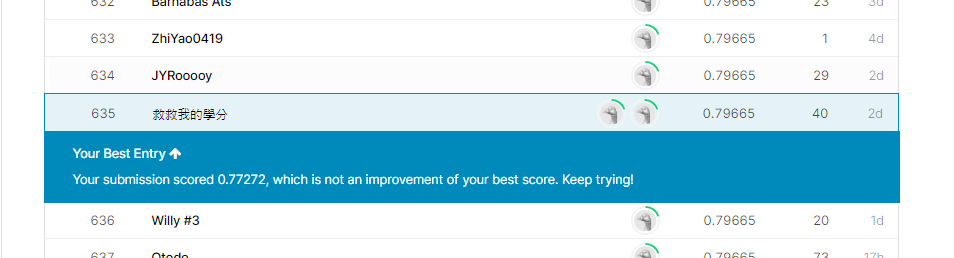 632 Barnabas Ats 0.79665 23 3d
633 ZhiYao0419 0.79665 1 4d
634 JYRooooy 0.79665 29 2d
635 救救我的學分 0.79665 40 2d
Your Best Entry
Your submission scored 0.77272, which is not an improvement of your best score. Keep trying!
636 Willy #3 0.79665 20 1d
637 Otodo 0.79665 73 17h